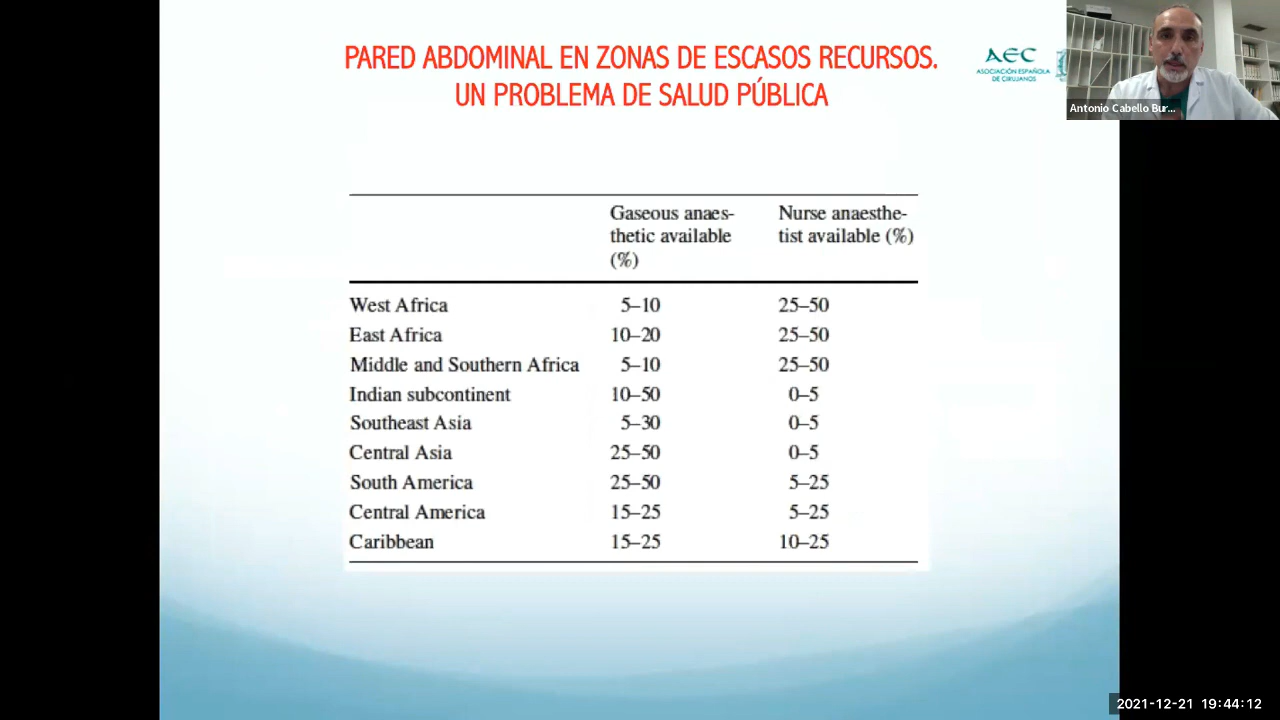 PARED ABDOMINAL EN ZONAS DE ESCASOS RECURSOS.
UN PROBLEMA DE SALUD PÚBLICA
AEC
ASOCIACIÓN ESPAÑOLA
DE CIRUJANOS
Antonio Cabello Bur...
Gaseous anaes-
thetic available
(%)
Nurse anaesthe-
tist available (%)
West Africa 5–10 25–50
East Africa 10–20 25–50
Middle and Southern Africa 5–10 25–50
Indian subcontinent 10–50 0–5
Southeast Asia 5–30 0–5
Central Asia 25–50 0–5
South America 25–50 5–25
Central America 15–25 5–25
Caribbean 15–25 10–25
2021-12-21 19:44:12